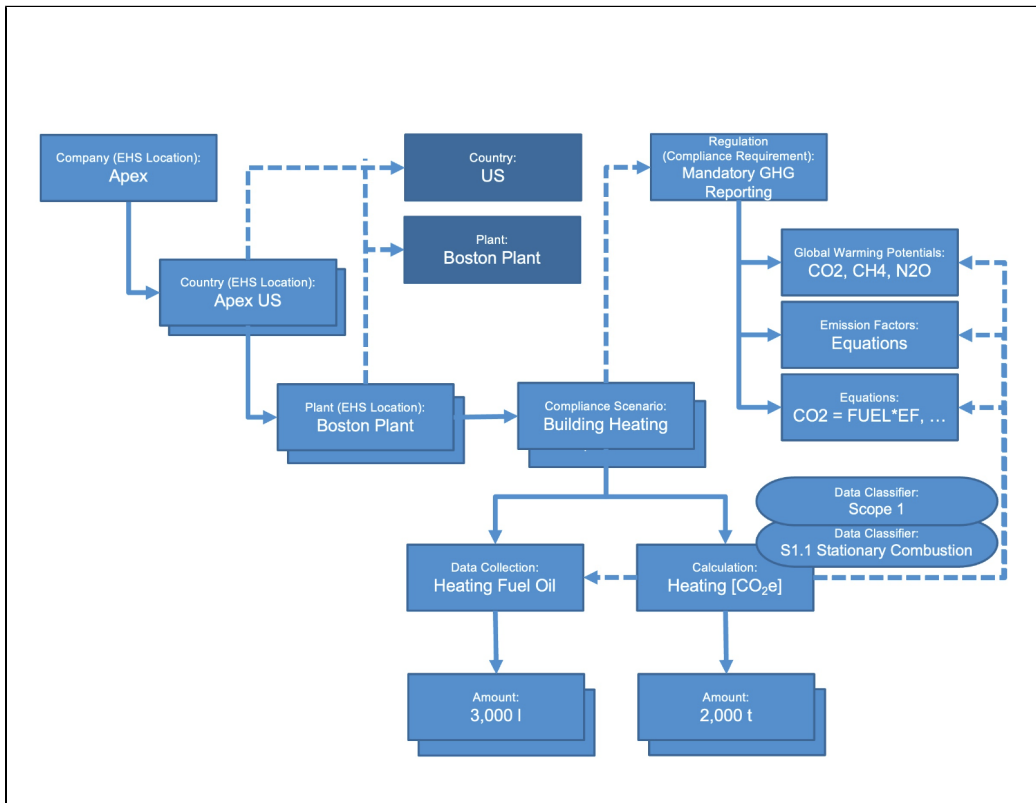 Company (EHS Location):
Apex
Country:
US
Regulation
(Compliance Requirement):
Mandatory GHG
Reporting
Plant:
Boston Plant
Country (EHS Location):
Apex US
Global Warming Potentials:
CO2, CH4, N2O
Emission Factors:
Equations
Plant (EHS Location):
Boston Plant
Compliance Scenario:
Building Heating
Equations:
CO2 = FUEL*EF, …
Data Classifier:
Scope 1
Data Classifier:
S1.1 Stationary Combustion
Data Collection:
Heating Fuel Oil
Calculation:
Heating [CO₂e]
Amount:
3,000 l
Amount:
2,000 t